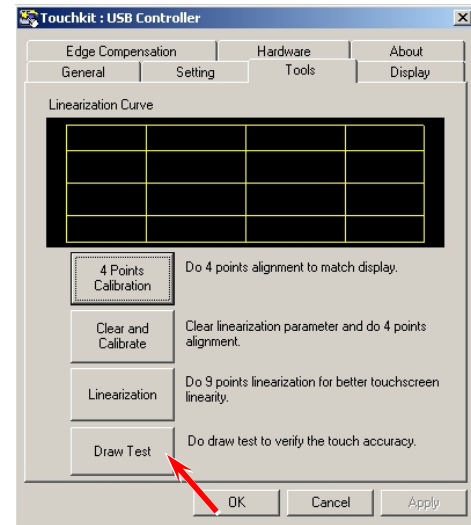 Touchkit : USB Controller
Edge Compensation Hardware About
General Setting Tools Display
Linearization Curve
4 Points
Calibration
Do 4 points alignment to match display.
Clear and
Calibrate
Clear linearization parameter and do 4 points
alignment.
Linearization
Do 9 points linearization for better touchscreen
linearity.
Draw Test
Do draw test to verify the touch accuracy.
OK Cancel Apply